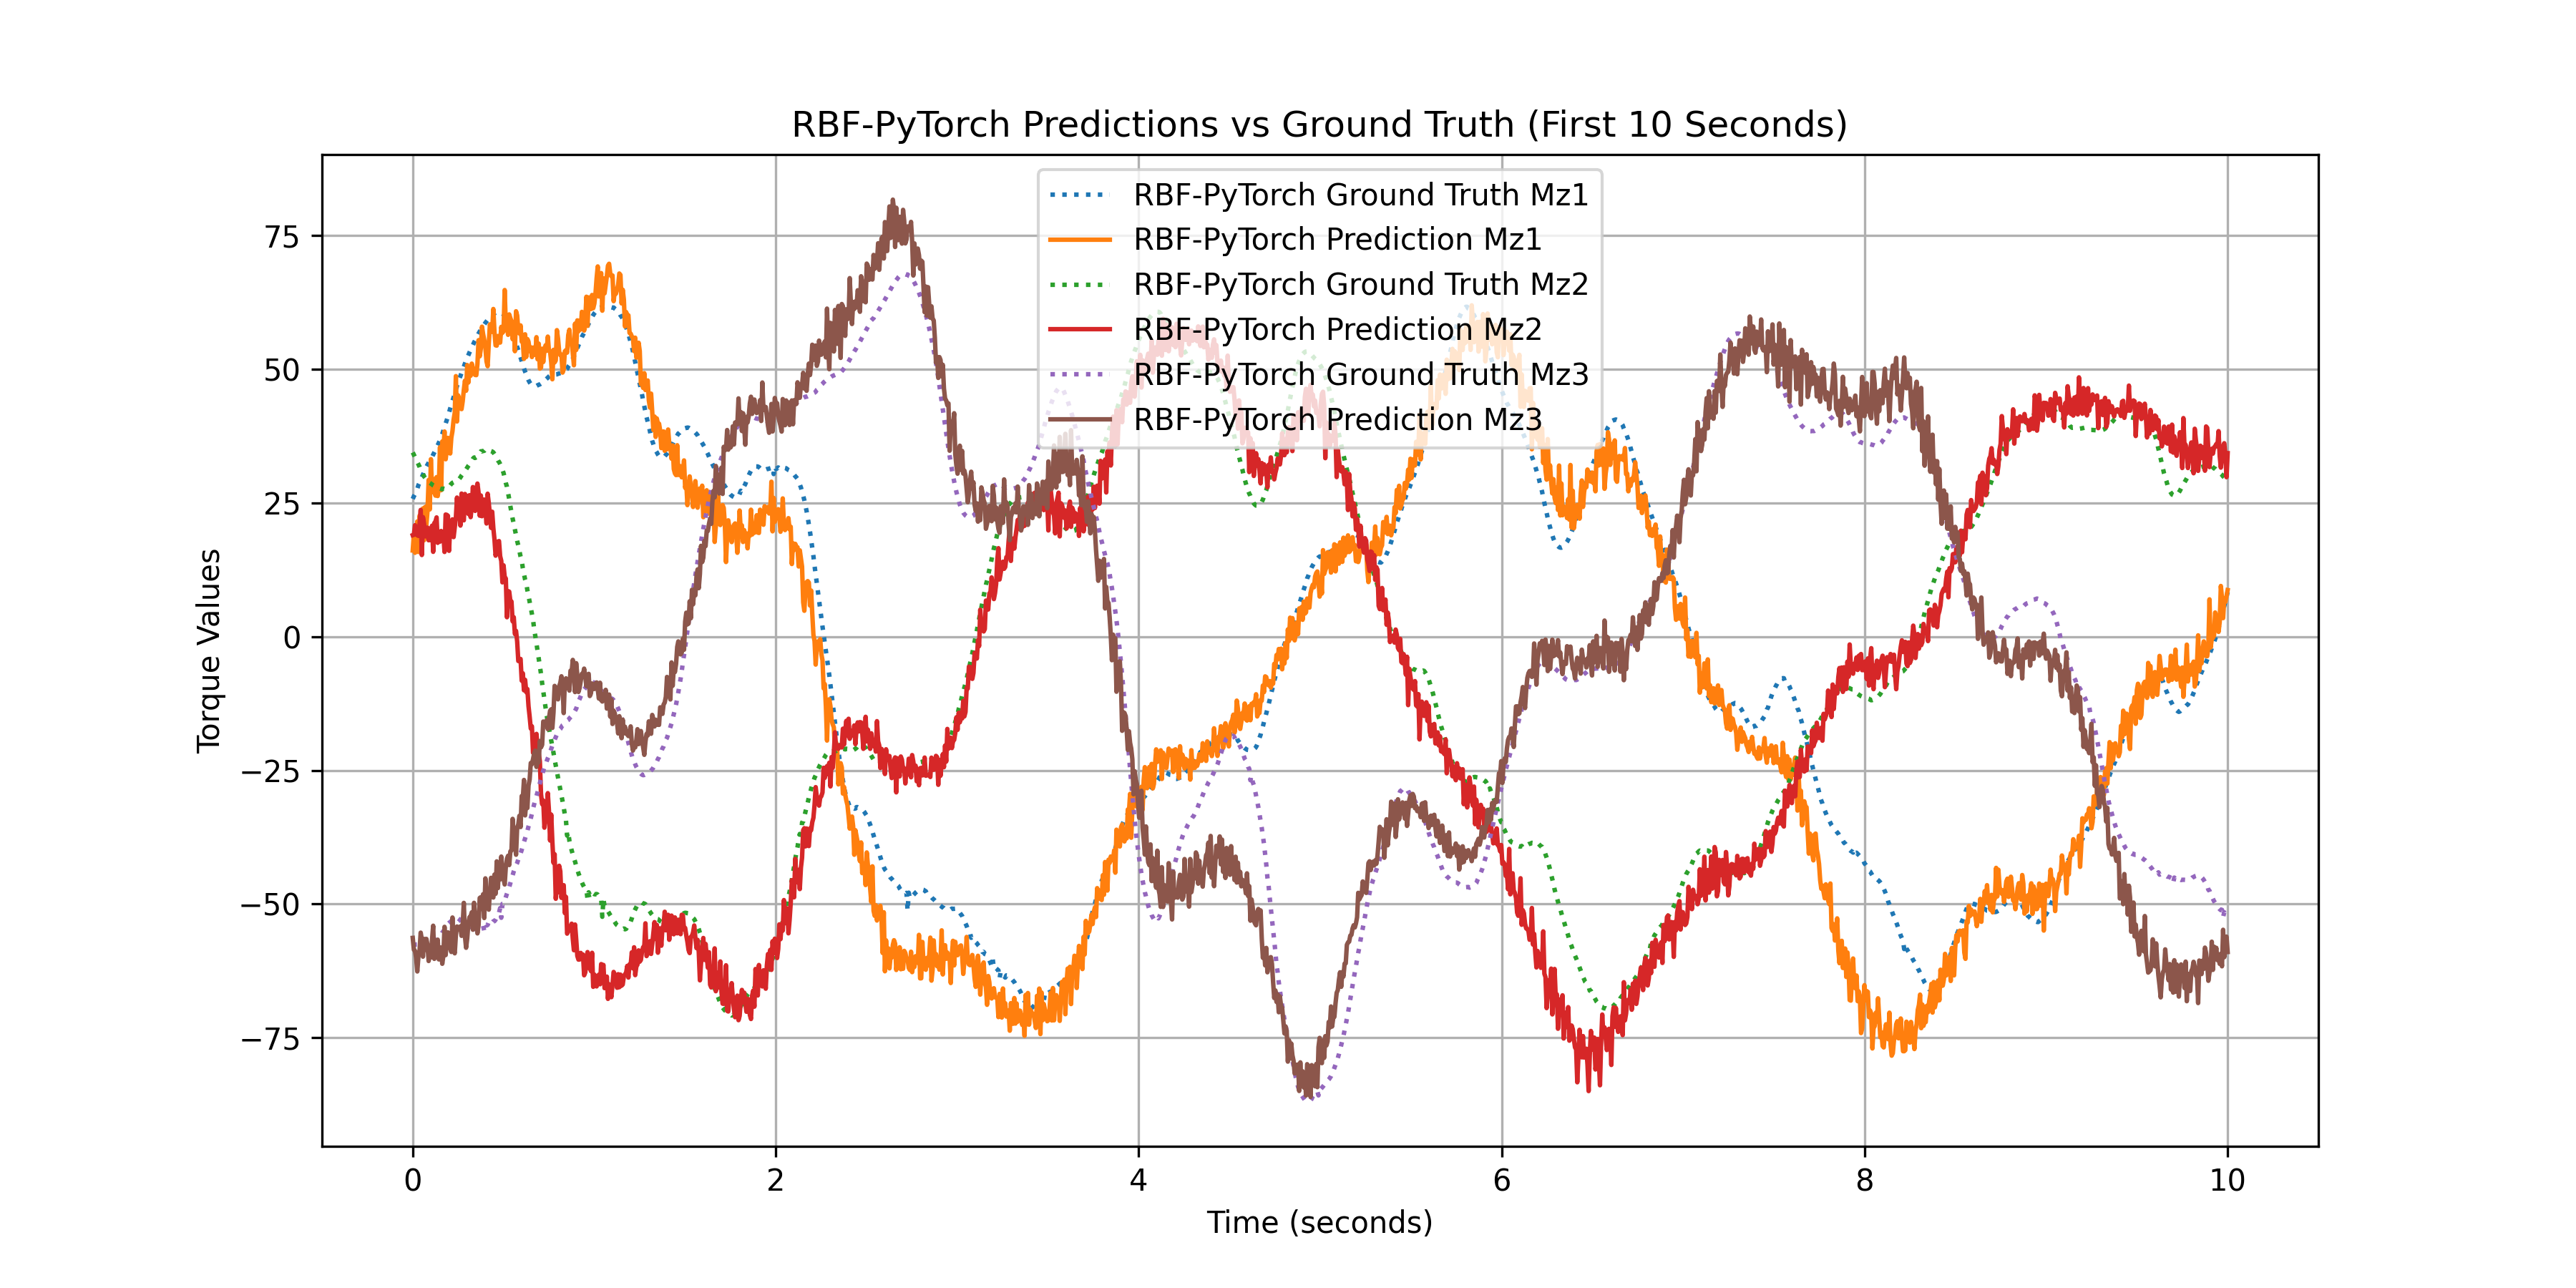 RBF-PyTorch Predictions vs Ground Truth (First 10 Seconds)
RBF-PyTorch Ground Truth Mz1
RBF-PyTorch Prediction Mz1
RBF-PyTorch Ground Truth Mz2
RBF-PyTorch Prediction Mz2
RBF-PyTorch Ground Truth Mz3
RBF-PyTorch Prediction Mz3
Torque Values
75
50
25
0
−25
−50
−75
0 2 4 6 8 10
Time (seconds)